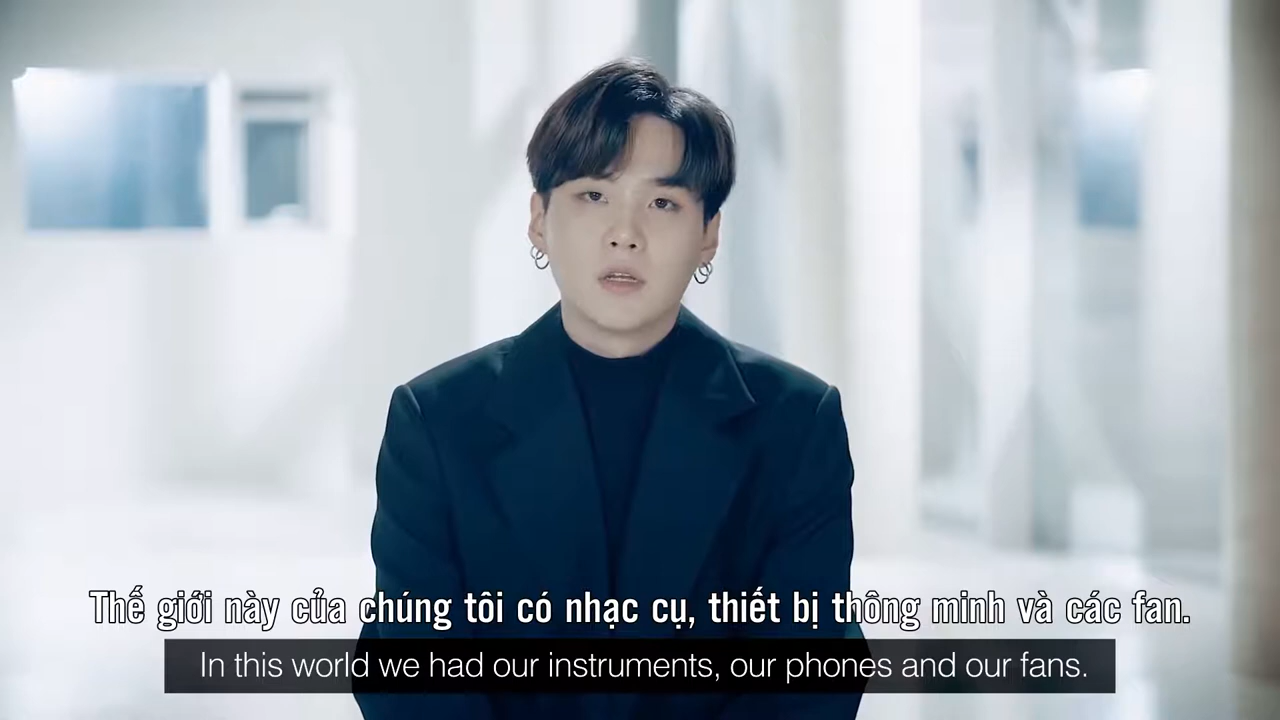 Thế giới này của chúng tôi có nhạc cụ, thiết bị thông minh và các fan.
In this world we had our instruments, our phones and our fans.